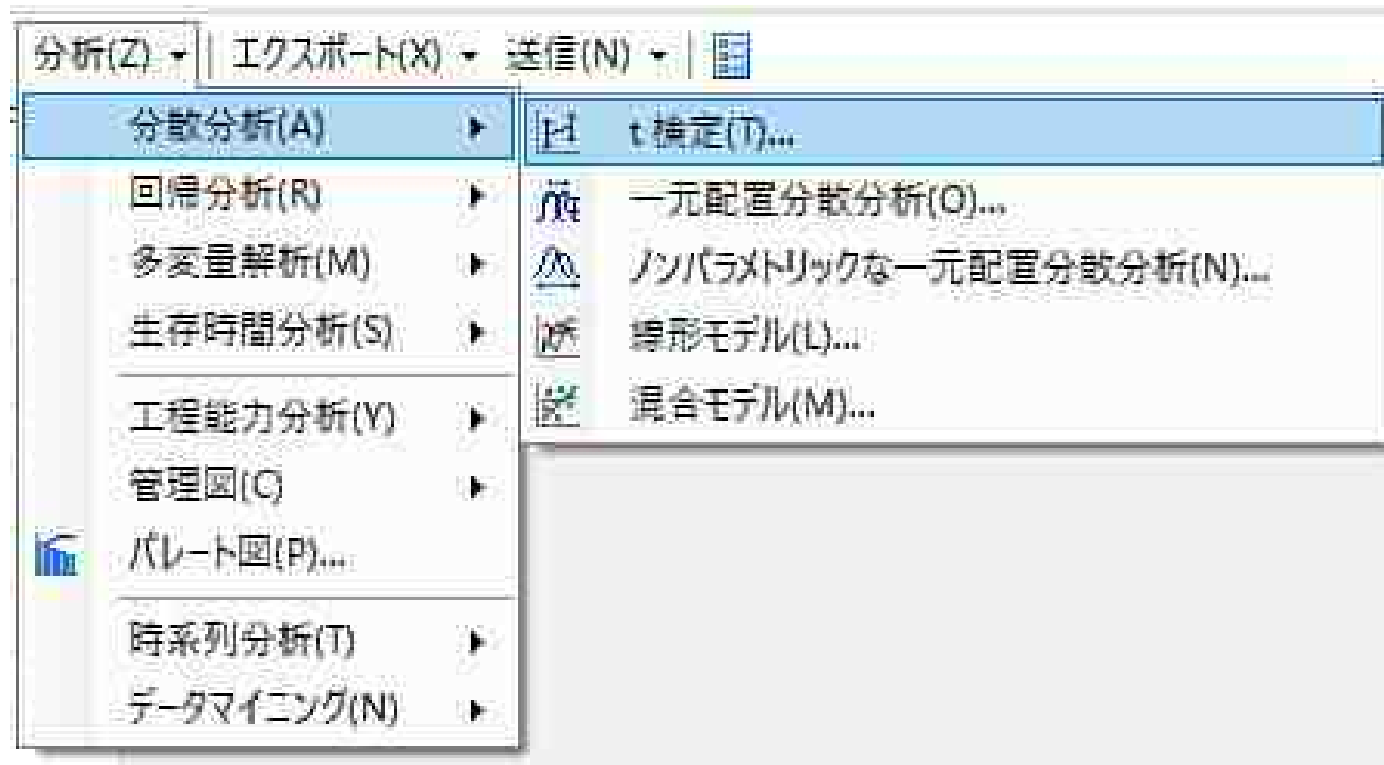 分析(Z) エクスポート(X) 送信(N)
分散分析(A)
回帰分析(R)
多変量解析(M)
生存時間分析(S)
工程能力分析(Y)
管理図(C)
パレート図(P)...
時系列分析(T)
データマイニング(N)
t 検定(T)...
一元配置分散分析(O)...
ノンパラメトリックな一元配置分散分析(N)...
線形モデル(L)...
混合モデル(M)...